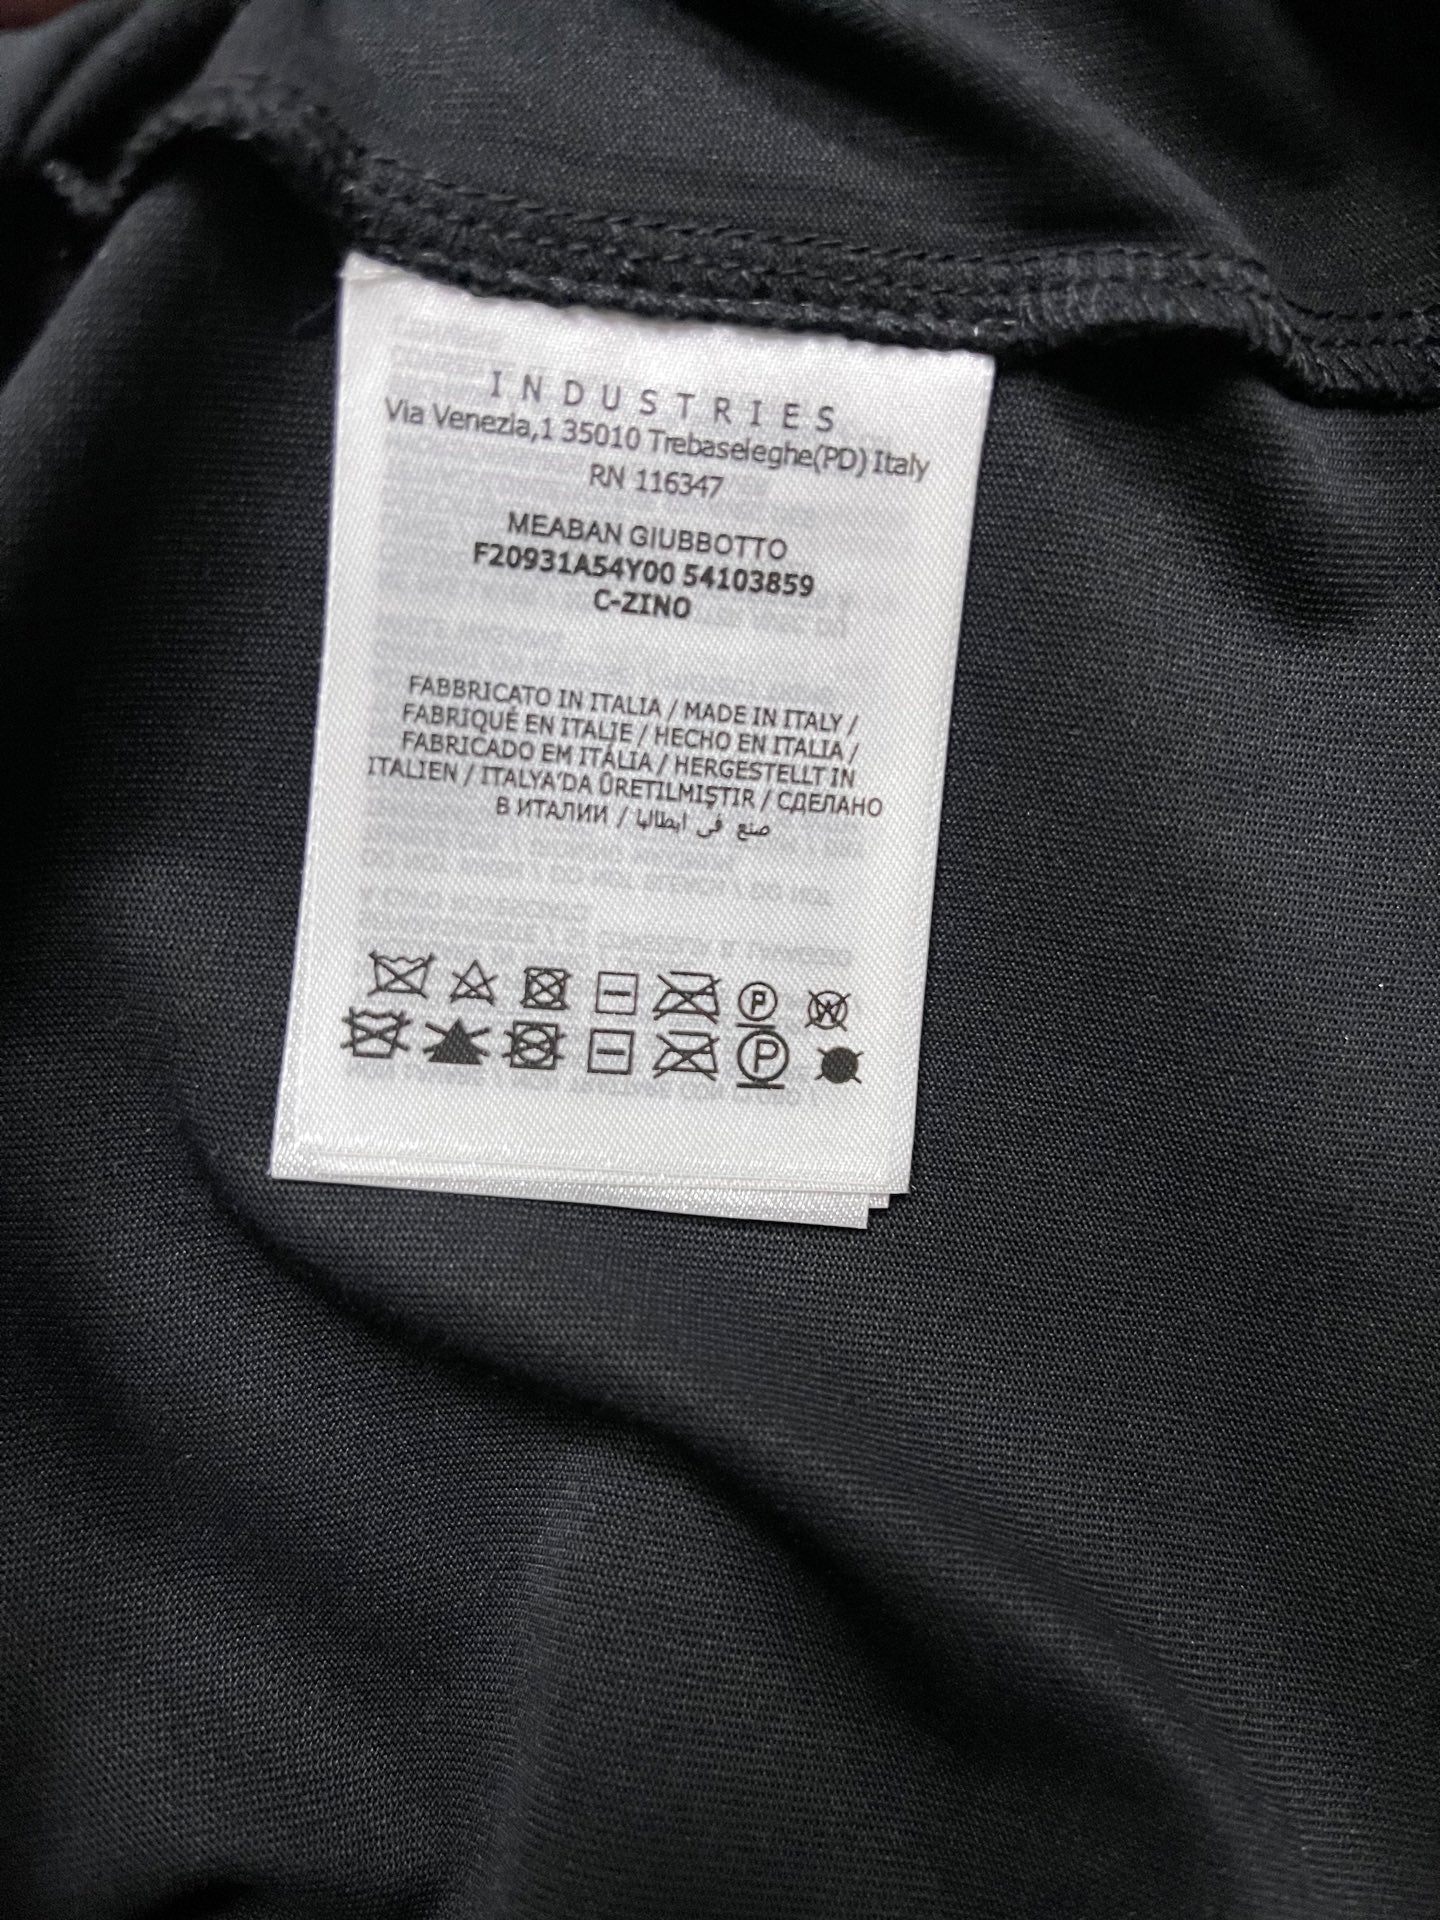 INDUSTRIES
Via Venezia,1 35010 Trebaseleghe(PD) Italy
RN 116347
MEABAN GIUBBOTTO
F20931A54Y00 54103859
C-ZINO
FABBRICATO IN ITALIA / MADE IN ITALY /
FABRIQUÉ EN ITALIE / HECHO EN ITALIA /
FABRICADO EM ITÁLIA / HERGESTELLT IN
ITALIEN / ITALYA'DA ÜRETILMIŞTIR / СДЕЛАНО
В ИТАЛИИ / صنع في ايطاليا
P W
P